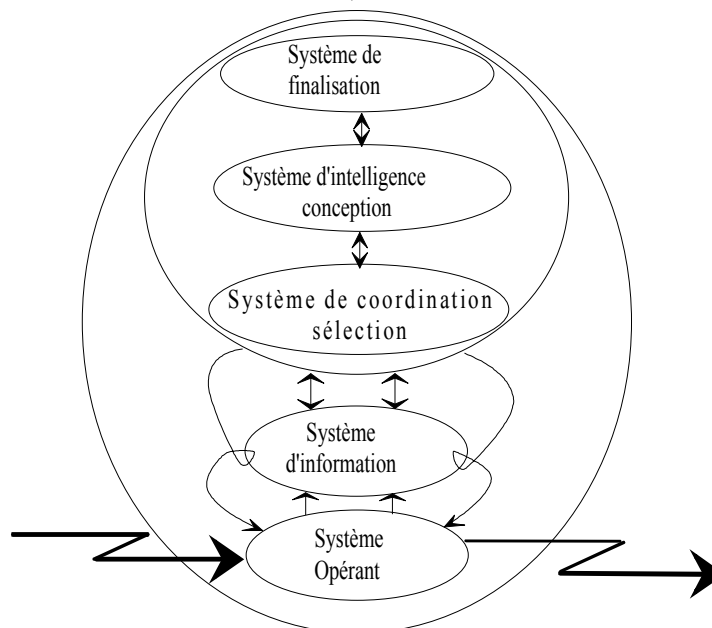 Système de
finalisation
Système d'intelligence
conception
Système de coordination
sélection
Système
d'information
Système
Opérant